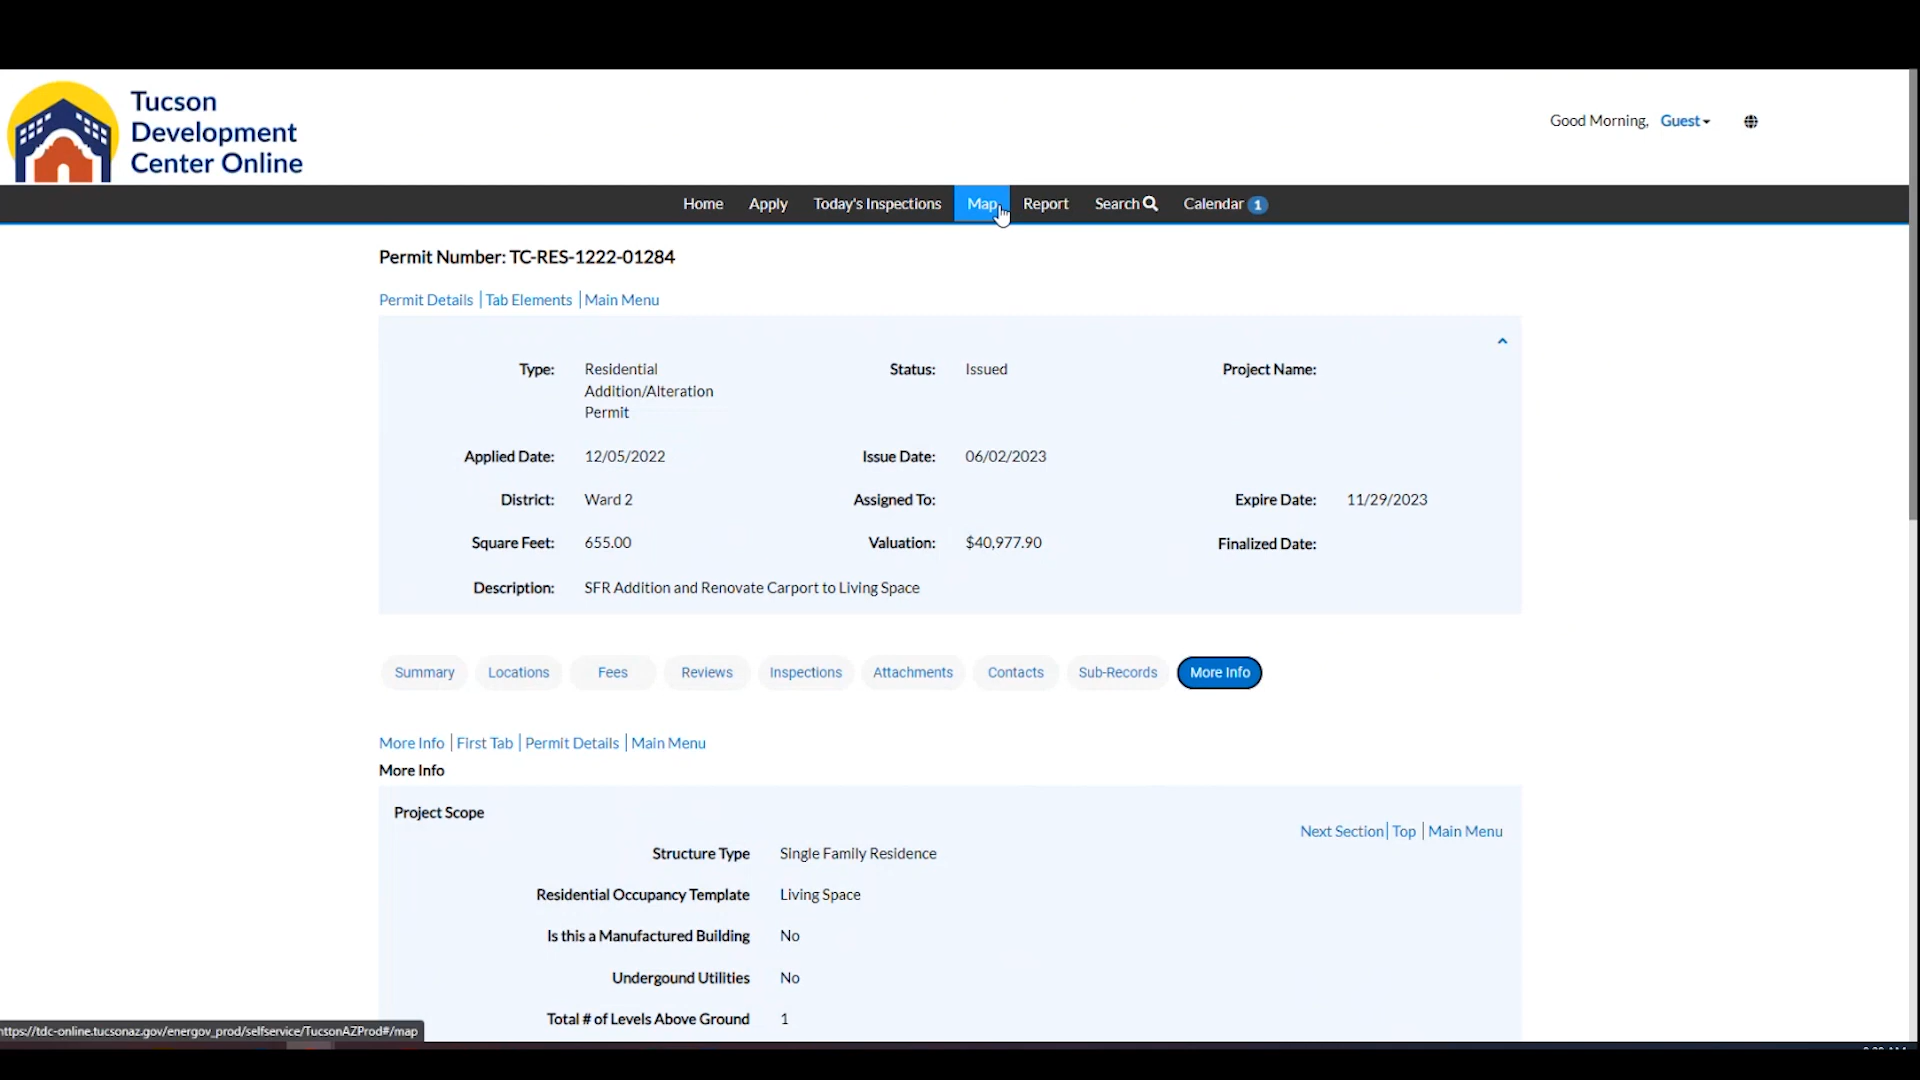 Tucson
Development
Center Online
Good Morning, Guest
Home Apply Today's Inspections Map Report Search Calendar 1
Permit Number: TC-RES-1222-01284
Permit Details | Tab Elements | Main Menu
Type: Residential Addition/Alteration Permit Status: Issued Project Name:
Applied Date: 12/05/2022 Issue Date: 06/02/2023
District: Ward 2 Assigned To: Expire Date: 11/29/2023
Square Feet: 655.00 Valuation: $40,977.90 Finalized Date:
Description: SFR Addition and Renovate Carport to Living Space
Summary Locations Fees Reviews Inspections Attachments Contacts Sub-Records More Info
More Info | First Tab | Permit Details | Main Menu
More Info
Project Scope
Next Section | Top | Main Menu
Structure Type Single Family Residence
Residential Occupancy Template Living Space
Is this a Manufactured Building No
Undergound Utilities No
Total # of Levels Above Ground 1
https://tdc-online.tucsonaz.gov/energov_prod/selfservice/TucsonAZProd#/map